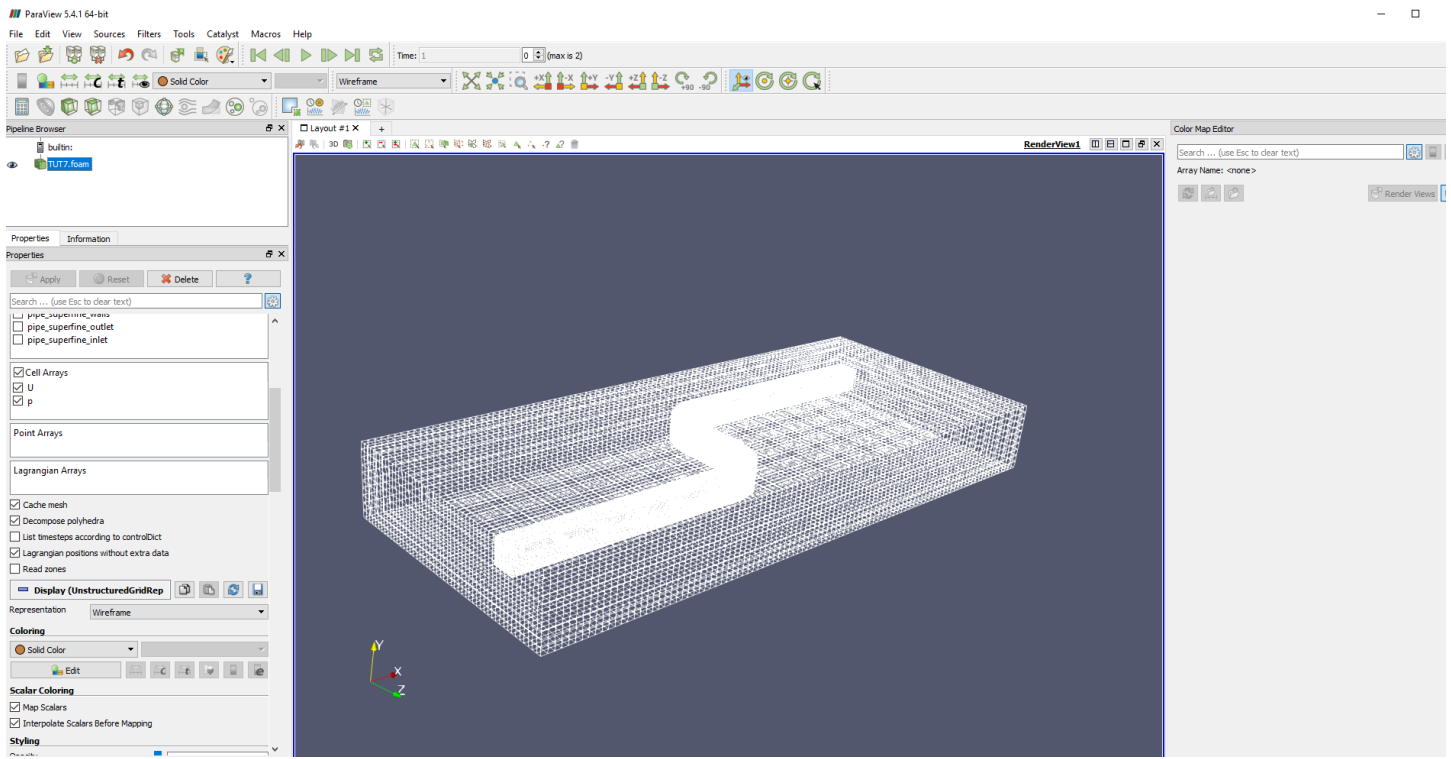 ParaView 5.4.1 64-bit
File Edit View Sources Filters Tools Catalyst Macros Help
Time: 1 0 (max is 2)
Solid Color Wireframe +X -X +Y -Y +Z -Z +90 -90
Pipeline Browser
Layout #1 X +
Color Map Editor
builtin:
3D
RenderView1
TUT7.foam
Search ... (use Esc to clear text)
Array Name: <none>
Render Views
Properties Information
Properties
Apply Reset Delete ?
Search ... (use Esc to clear text)
pipe_superfine_walls
pipe_superfine_outlet
pipe_superfine_inlet
Cell Arrays
U
p
Point Arrays
Lagrangian Arrays
Cache mesh
Decompose polyhedra
List timesteps according to controlDict
Lagrangian positions without extra data
Read zones
Display (UnstructuredGridRep
Representation Wireframe
Coloring
Solid Color
Edit
Scalar Coloring
Map Scalars
Interpolate Scalars Before Mapping
Styling
Opacity
Y
X
Z